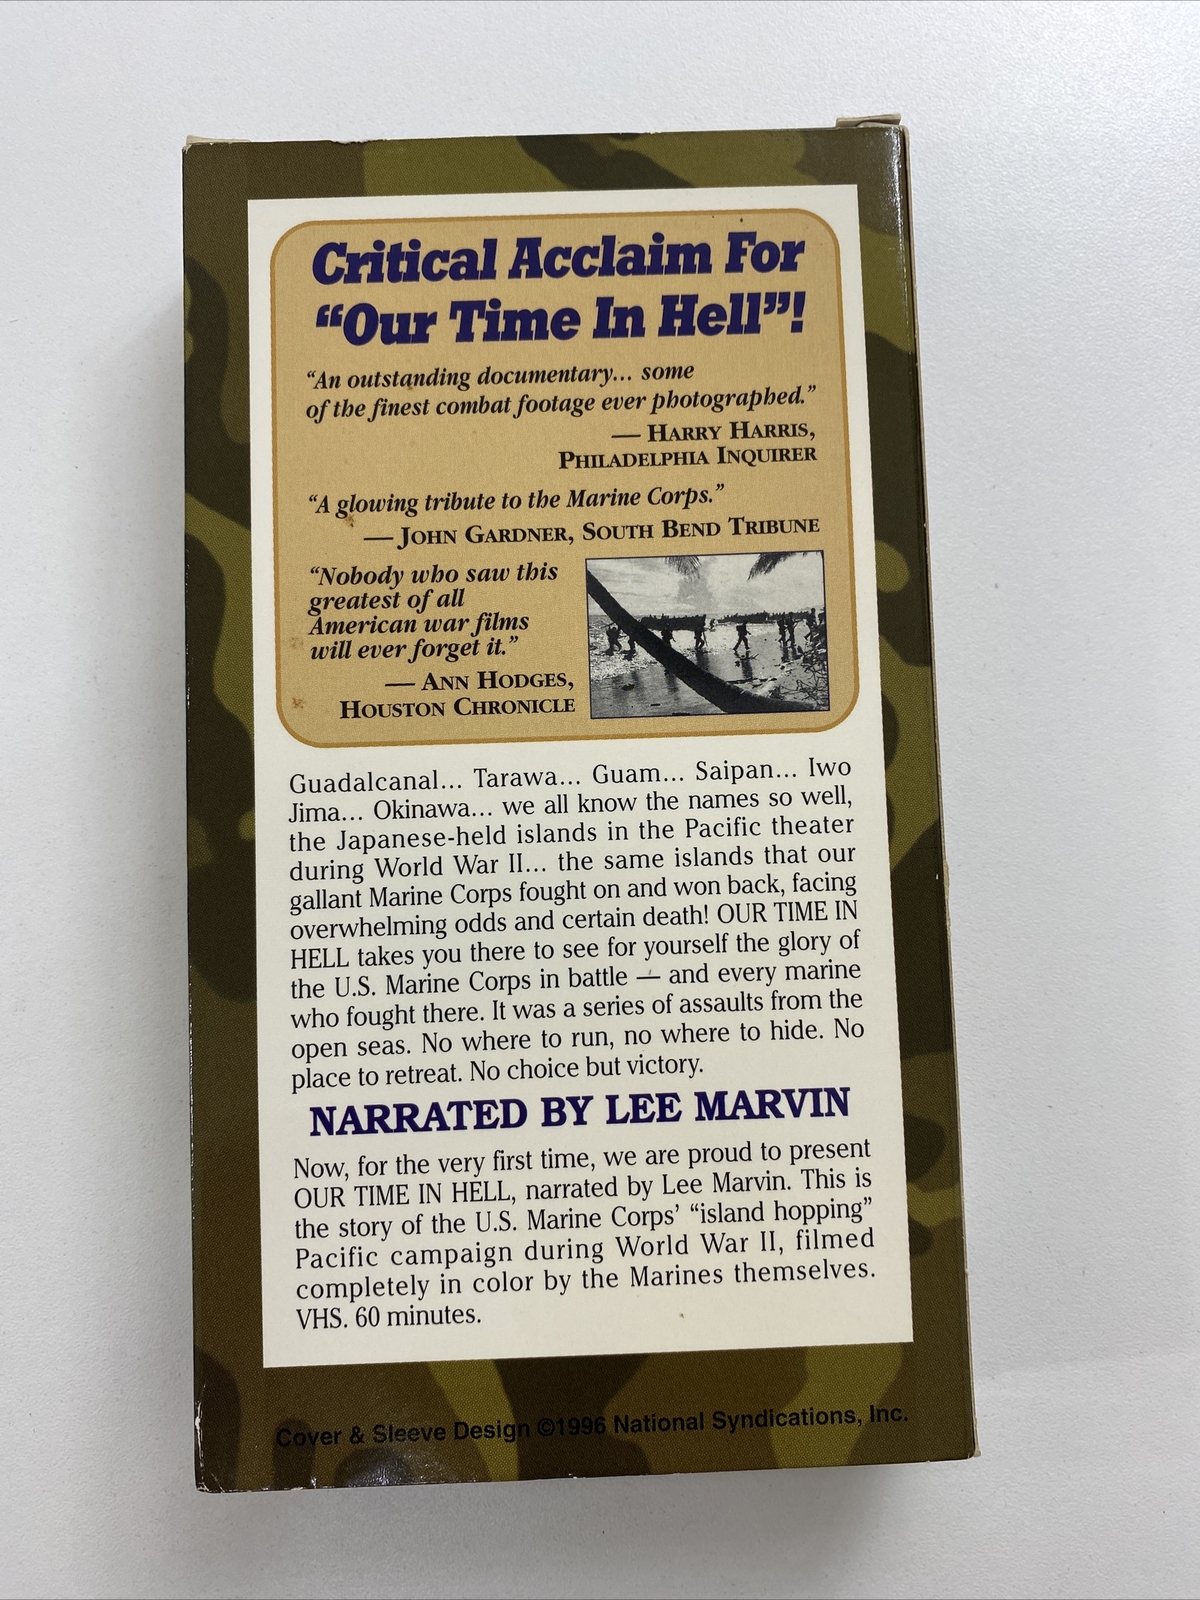 Critical Acclaim For
“Our Time In Hell”!
“An outstanding documentary... some
of the finest combat footage ever photographed.”
— HARRY HARRIS,
PHILADELPHIA INQUIRER
“A glowing tribute to the Marine Corps.”
— JOHN GARDNER, SOUTH BEND TRIBUNE
“Nobody who saw this
greatest of all
American war films
will ever forget it.”
— ANN HODGES,
HOUSTON CHRONICLE
Guadalcanal... Tarawa... Guam... Saipan... Iwo
Jima... Okinawa... we all know the names so well,
the Japanese-held islands in the Pacific theater
during World War II... the same islands that our
gallant Marine Corps fought on and won back, facing
overwhelming odds and certain death! OUR TIME IN
HELL takes you there to see for yourself the glory of
the U.S. Marine Corps in battle — and every marine
who fought there. It was a series of assaults from the
open seas. No where to run, no where to hide. No
place to retreat. No choice but victory.
NARRATED BY LEE MARVIN
Now, for the very first time, we are proud to present
OUR TIME IN HELL, narrated by Lee Marvin. This is
the story of the U.S. Marine Corps’ “island hopping”
Pacific campaign during World War II, filmed
completely in color by the Marines themselves.
VHS. 60 minutes.
Cover & Sleeve Design ©1996 National Syndications, Inc.